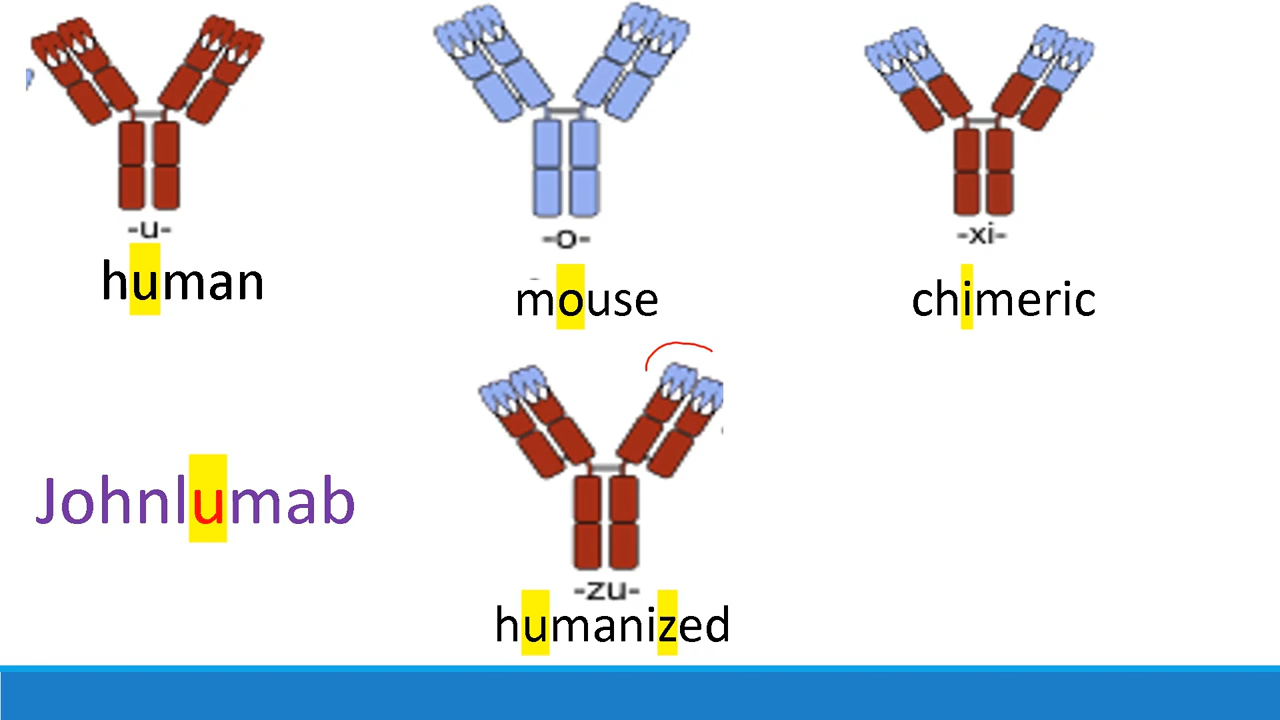 -u-
human
-o-
mouse
-xi-
chimeric
Johnlumab
-zu-
humanized